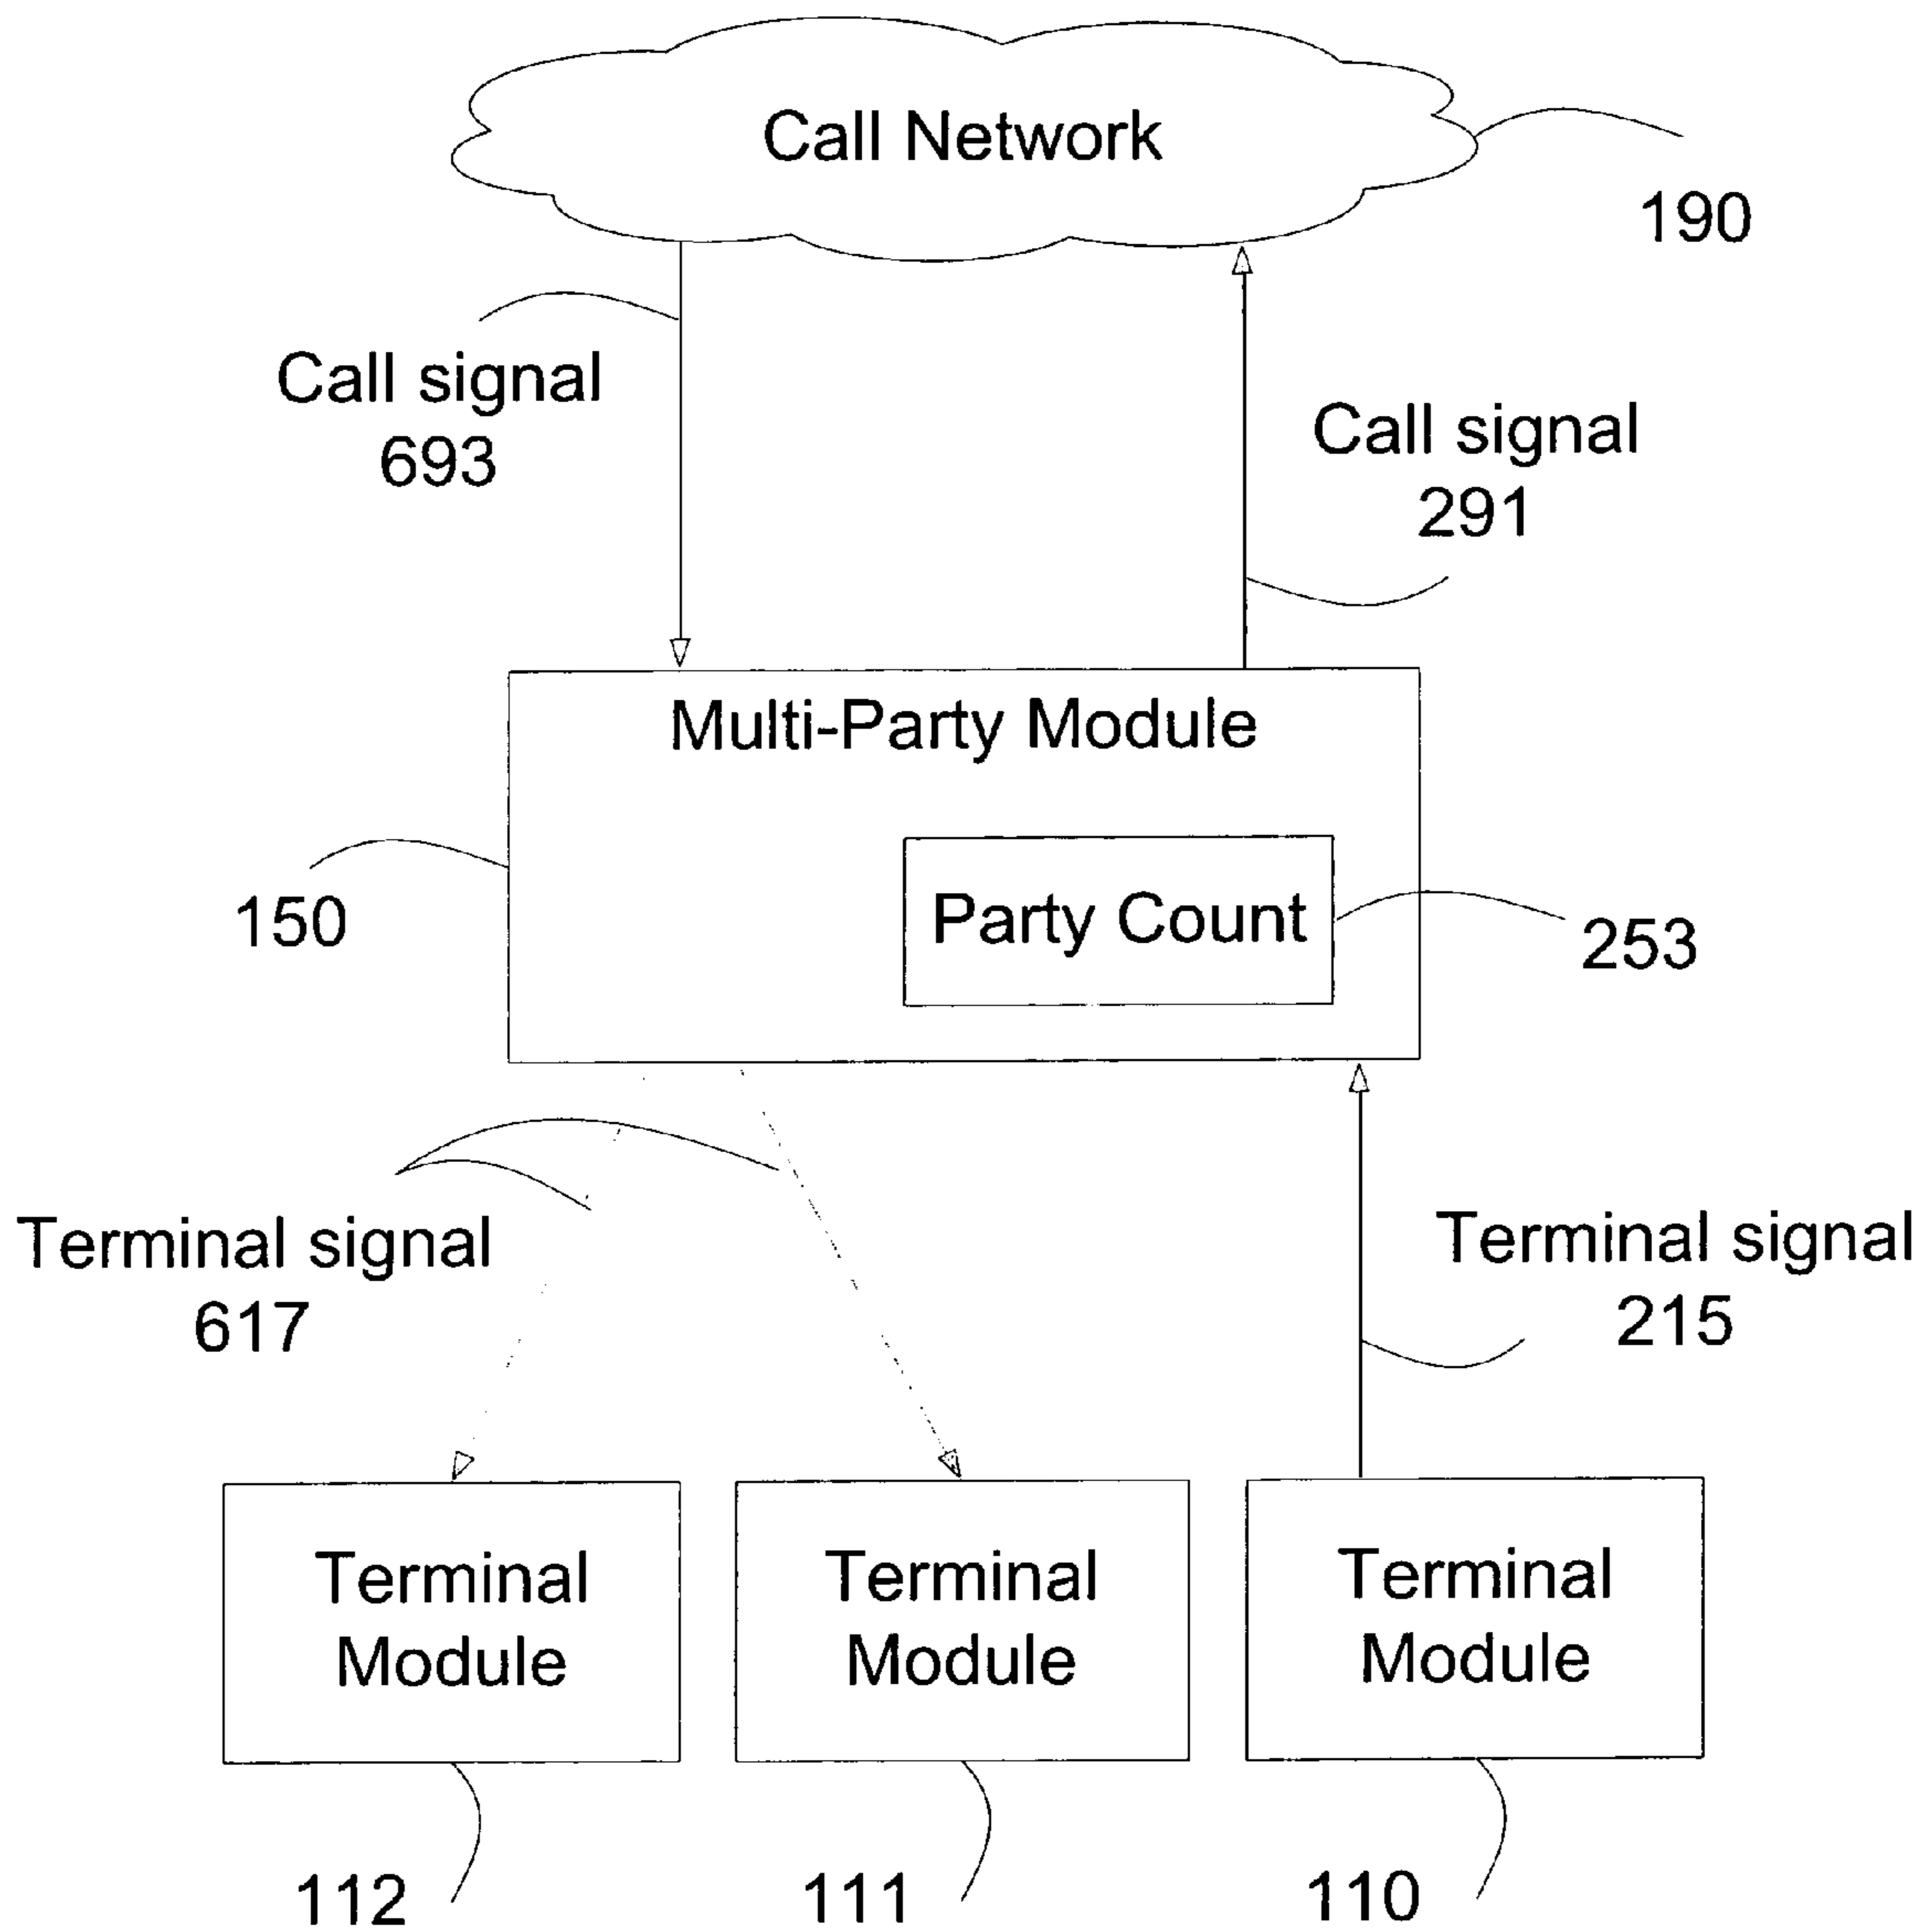 Call Network
190
Call signal
693
Call signal
291
Multi-Party Module
150
Party Count
253
Terminal signal
617
Terminal signal
215
Terminal
Module
Terminal
Module
Terminal
Module
112
111
110